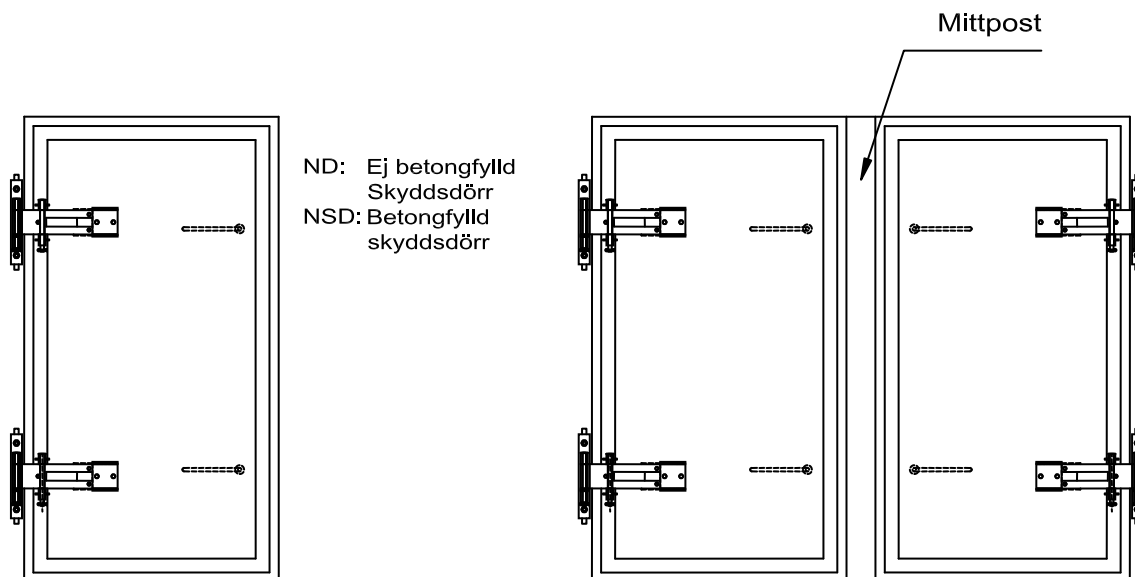 Mittpost
ND: Ej betongfylld
Skyddsdörr
NSD: Betongfylld
skyddsdörr